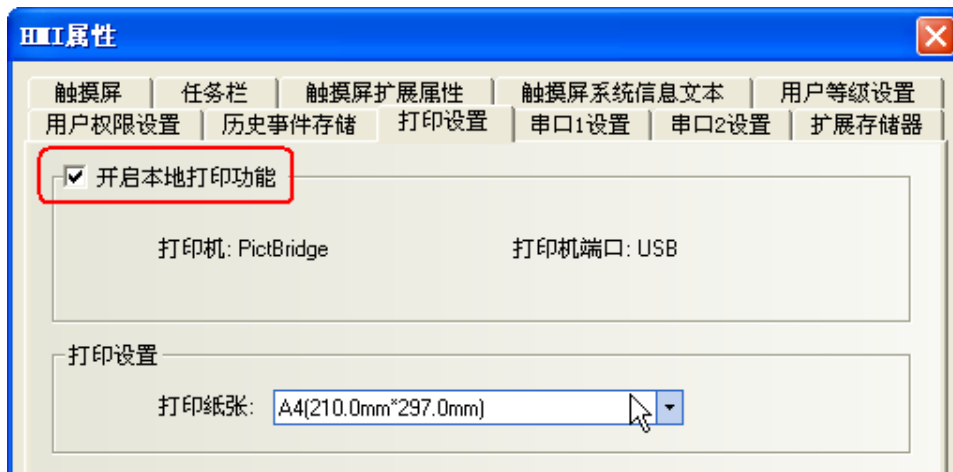 HMI属性
触摸屏 任务栏 触摸屏扩展属性 触摸屏系统信息文本 用户等级设置
用户权限设置 历史事件存储 打印设置 串口1设置 串口2设置 扩展存储器
开启本地打印功能
打印机: PictBridge 打印机端口: USB
打印设置
打印纸张: A4(210.0mm*297.0mm)